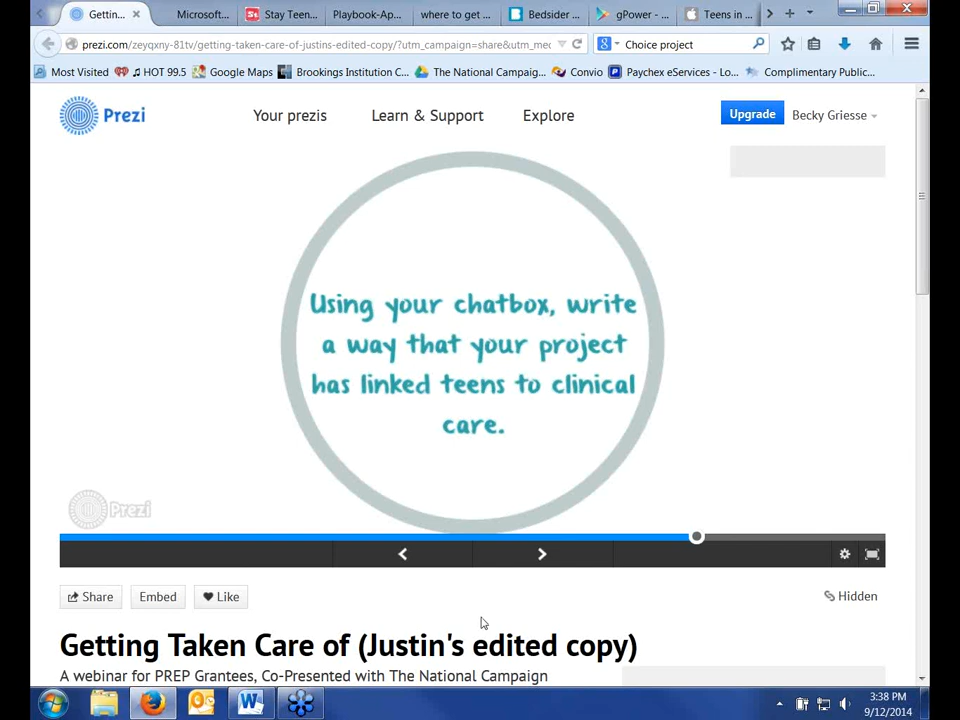 Gettin...
Microsoft...
Stay Teen...
Playbook-Ap...
where to get ...
Bedsider ...
gPower - ...
Teens in ...
prezi.com/zeyqxny-81tv/getting-taken-care-of-justins-edited-copy/?utm_campaign=share&utm_mec
Choice project
Most Visited
HOT 99.5
Google Maps
Brookings Institution C...
The National Campaig...
Convio
Paychex eServices - Lo...
Complimentary Public...
Prezi
Your prezis
Learn & Support
Explore
Upgrade
Becky Griesse
Using your chatbox, write
a way that your project
has linked teens to clinical
care.
Prezi
Share
Embed
Like
Hidden
Getting Taken Care of (Justin's edited copy)
A webinar for PREP Grantees, Co-Presented with The National Campaign
3:38 PM
9/12/2014